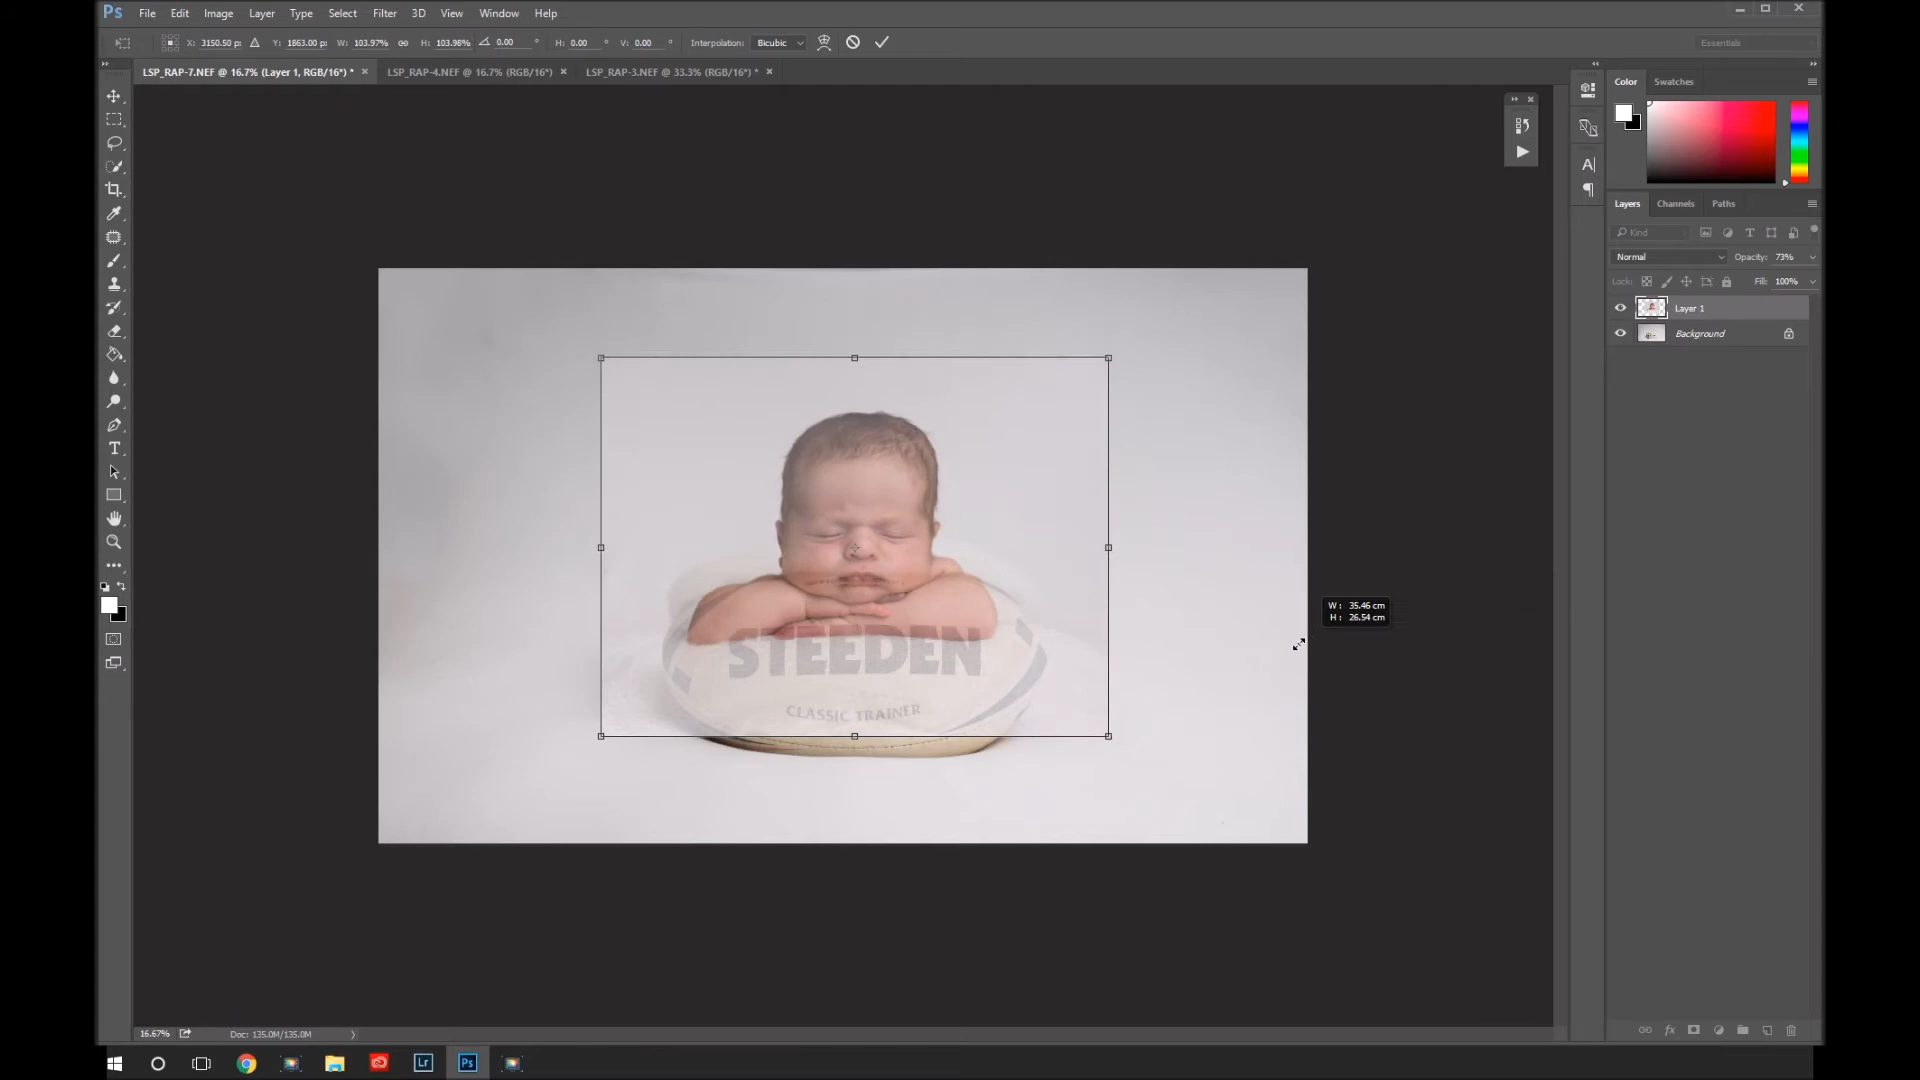 Ps File Edit Image Layer Type Select Filter 3D View Window Help
X: 3150.50 p: Y: 1863.00 p: W: 103.97% H: 103.98% 0.00 ° H: 0.00 ° V: 0.00 ° Interpolation: Bicubic Essentials
LSP_RAP-7.NEF @ 16.7% (Layer 1, RGB/16*) * LSP_RAP-4.NEF @ 16.7% (RGB/16*) LSP_RAP-3.NEF @ 33.3% (RGB/16*) *
Color Swatches
Layers Channels Paths
Kind
Normal Opacity: 73%
Lock: Fill: 100%
Layer 1
Background
W: 35.46 cm
H: 26.54 cm
STEEDEN
CLASSIC TRAINER
16.67% Doc: 135.0M/135.0M
Lr Ps